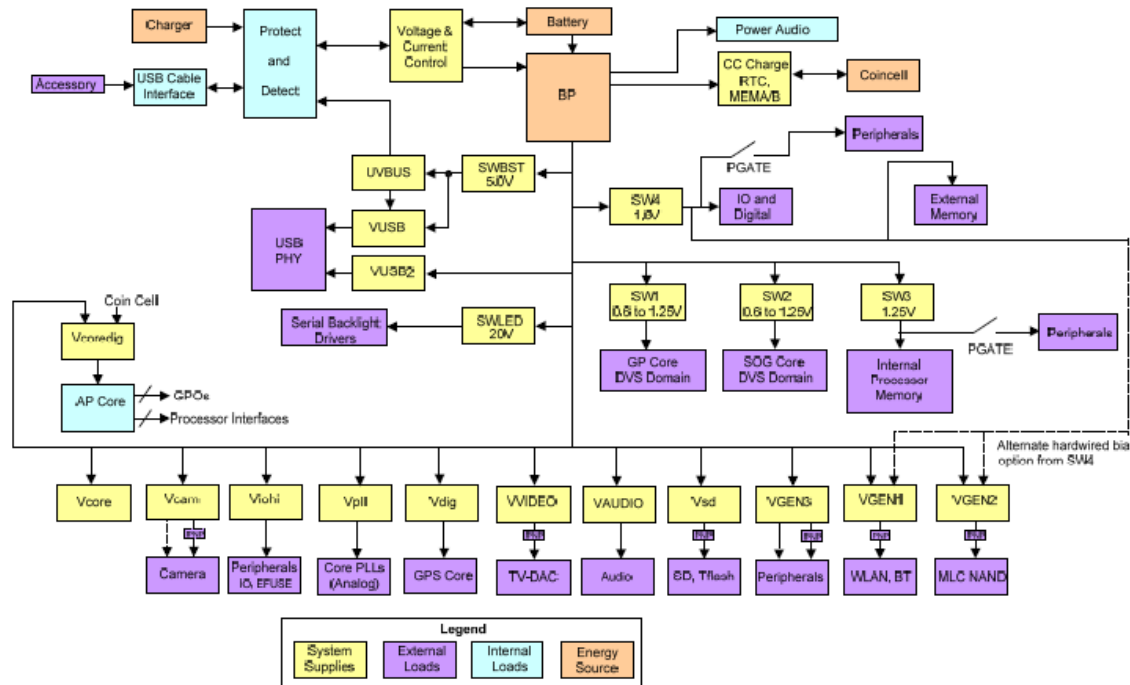 Charger
Protect
and
Detect
Voltage &
Current
Control
Battery
Power Audio
Accessory
USB Cable
Interface
BP
CC Charge
RTC,
MEMA/B
Coincell
Peripherals
PGATE
UVBUS
SWBST
5.0V
SW4
1.8V
IO and
Digital
External
Memory
USB
PHY
VUSB
VUSB2
SW1
0.6 to 1.25V
SW2
0.6 to 1.25V
SW3
1.25V
Coin Cell
Serial Backlight
Drivers
SWLED
20V
Peripherals
PGATE
Vcoredig
GP Core
DVS Domain
SOG Core
DVS Domain
Internal
Processor
Memory
AP Core
GPOs
Processor Interfaces
Alternate hardwired bia
option from SW4
Vcore
Vcam
Viohi
Vpll
Vdig
VVIDEO
VAUDIO
Vsd
VGEN3
VGEN1
VGEN2
PNP
PNP
PNP
PNP
PNP
PNP
Camera
Peripherals
IO, EFUSE
Core PLLs
(Analog)
GPS Core
TV-DAC
Audio
SD, Tflash
Peripherals
WLAN, BT
MLC NAND
Legend
System
Supplies
External
Loads
Internal
Loads
Energy
Source